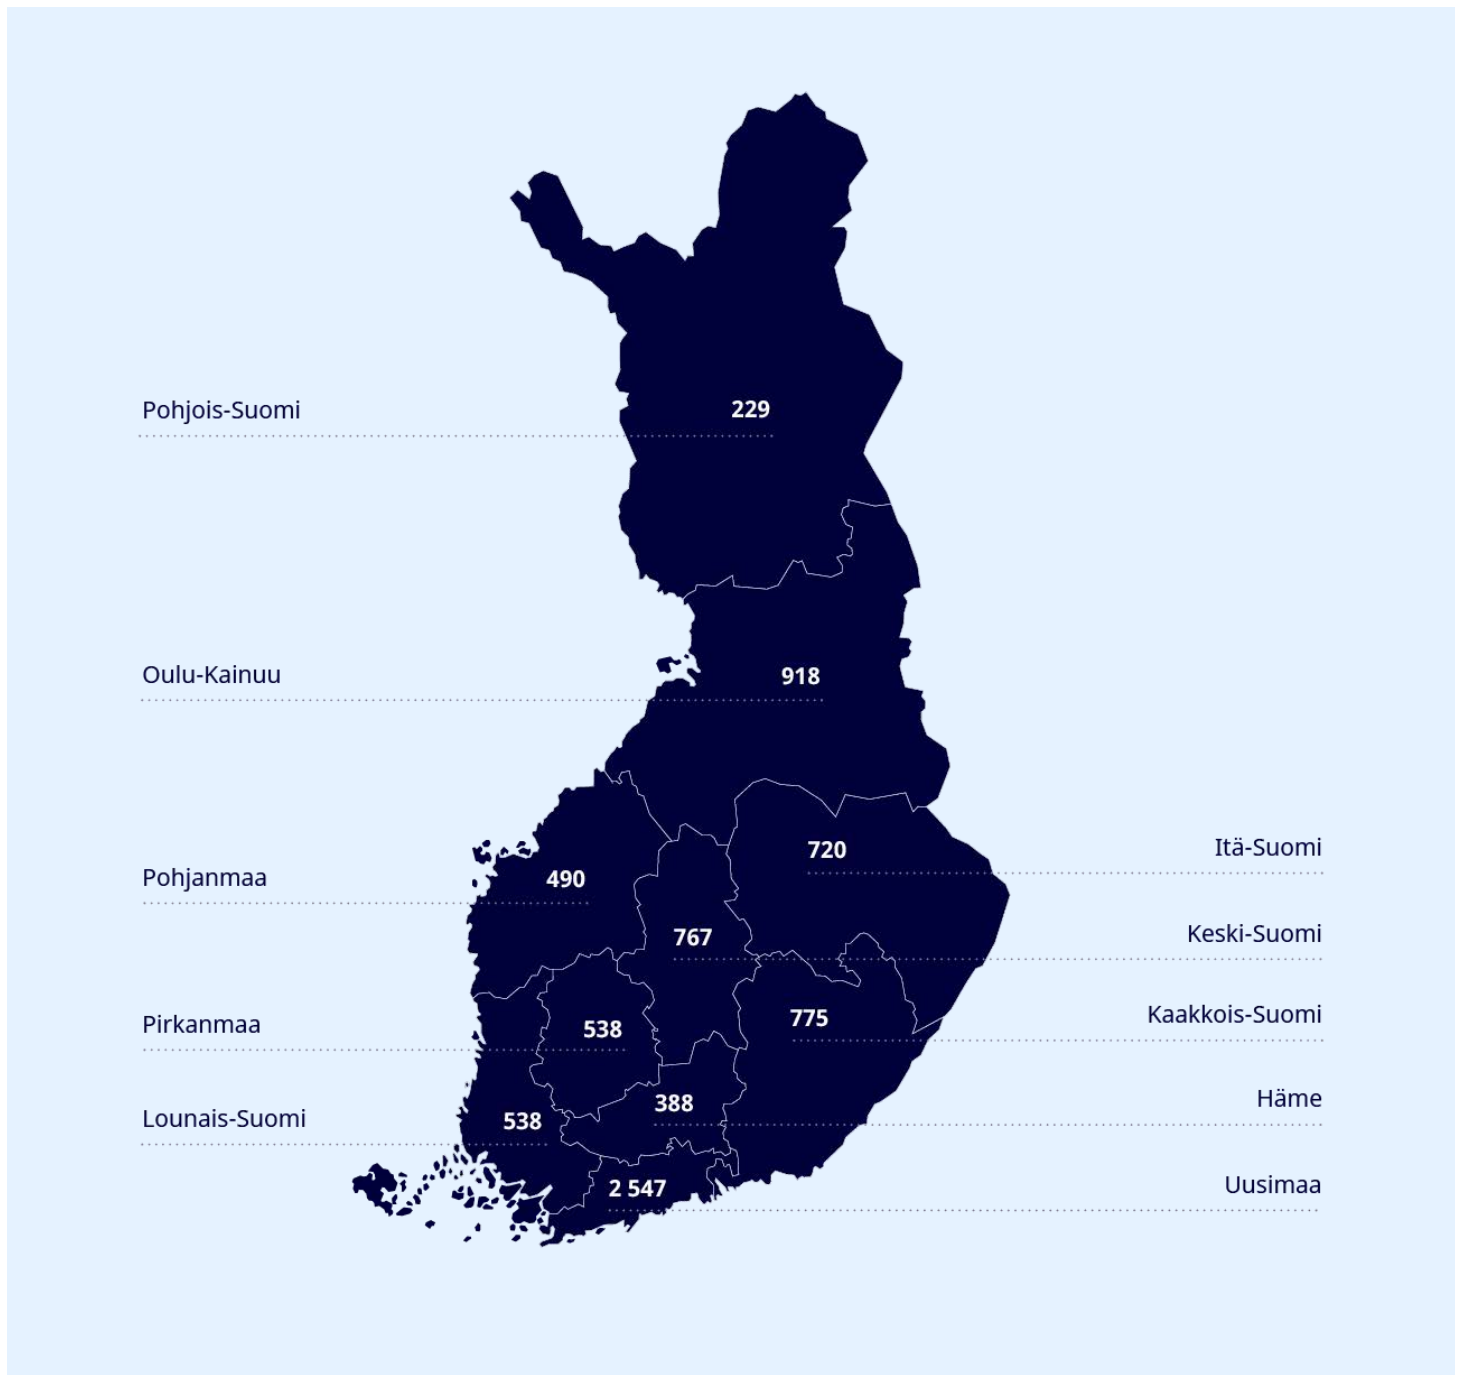 Pohjois-Suomi 229
Oulu-Kainuu 918
720 Itä-Suomi
Pohjanmaa 490
767 Keski-Suomi
775 Kaakkois-Suomi
Pirkanmaa 538
388 Häme
Lounais-Suomi 538
2 547 Uusimaa